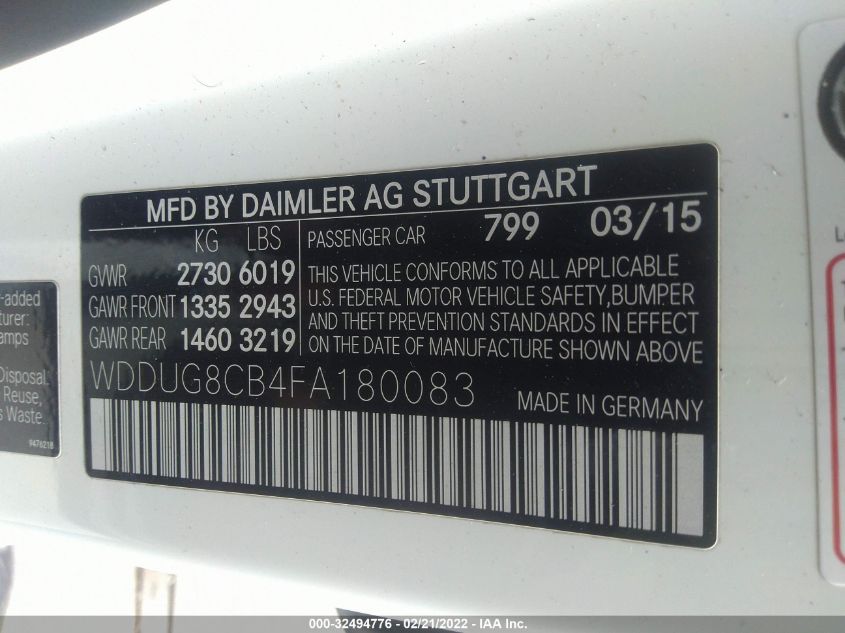 MFD BY DAIMLER AG STUTTGART
KG LBS
GVWR 2730 6019
GAWR FRONT 1335 2943
GAWR REAR 1460 3219
PASSENGER CAR 799 03/15
THIS VEHICLE CONFORMS TO ALL APPLICABLE
U.S. FEDERAL MOTOR VEHICLE SAFETY,BUMPER
AND THEFT PREVENTION STANDARDS IN EFFECT
ON THE DATE OF MANUFACTURE SHOWN ABOVE
WDDUG8CB4FA180083
MADE IN GERMANY
-added
turer:
amps
Disposal.
Reuse,
s Waste.
9476218
000-32494776 - 02/21/2022 - IAA Inc.